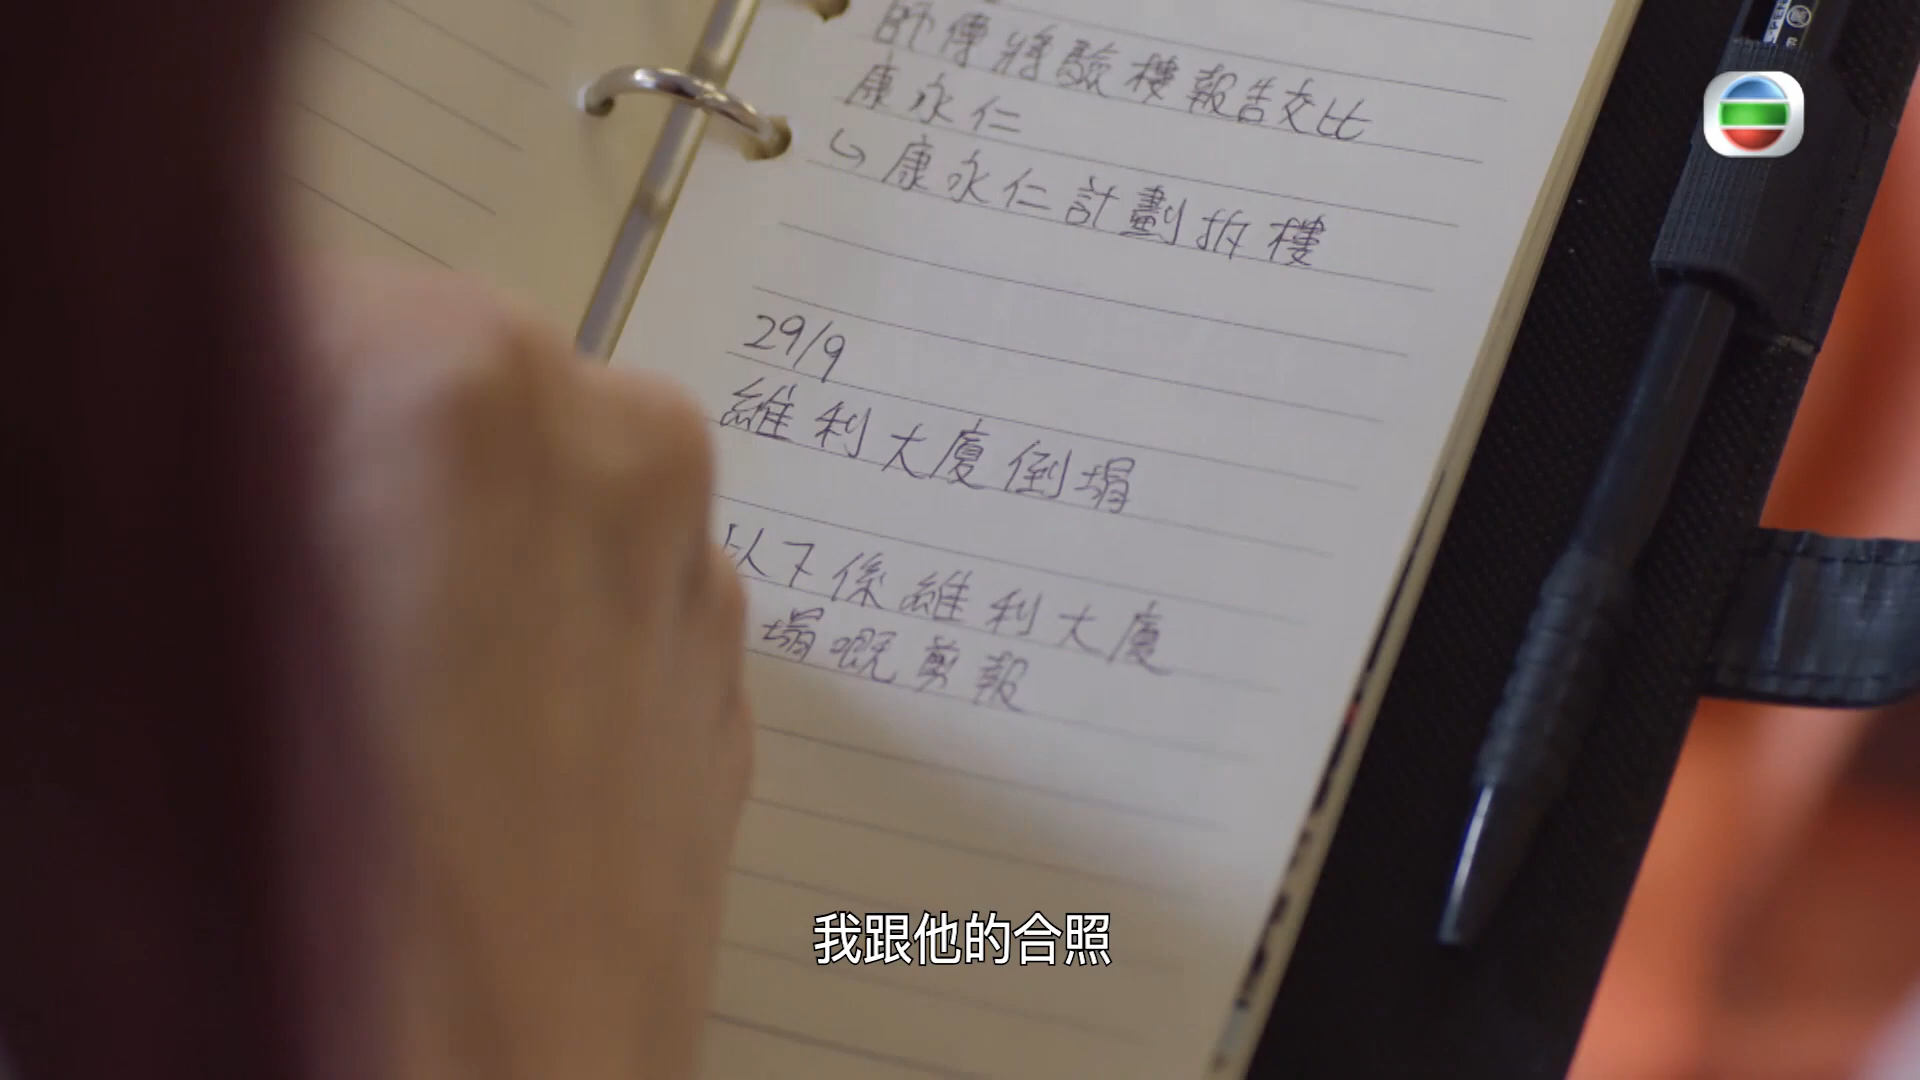 師傅將驗樓報告交比
康永仁
↳康永仁計劃拆樓
29/9
維利大廈倒塌
以下係維利大廈
塌嘅剪報
我跟他的合照